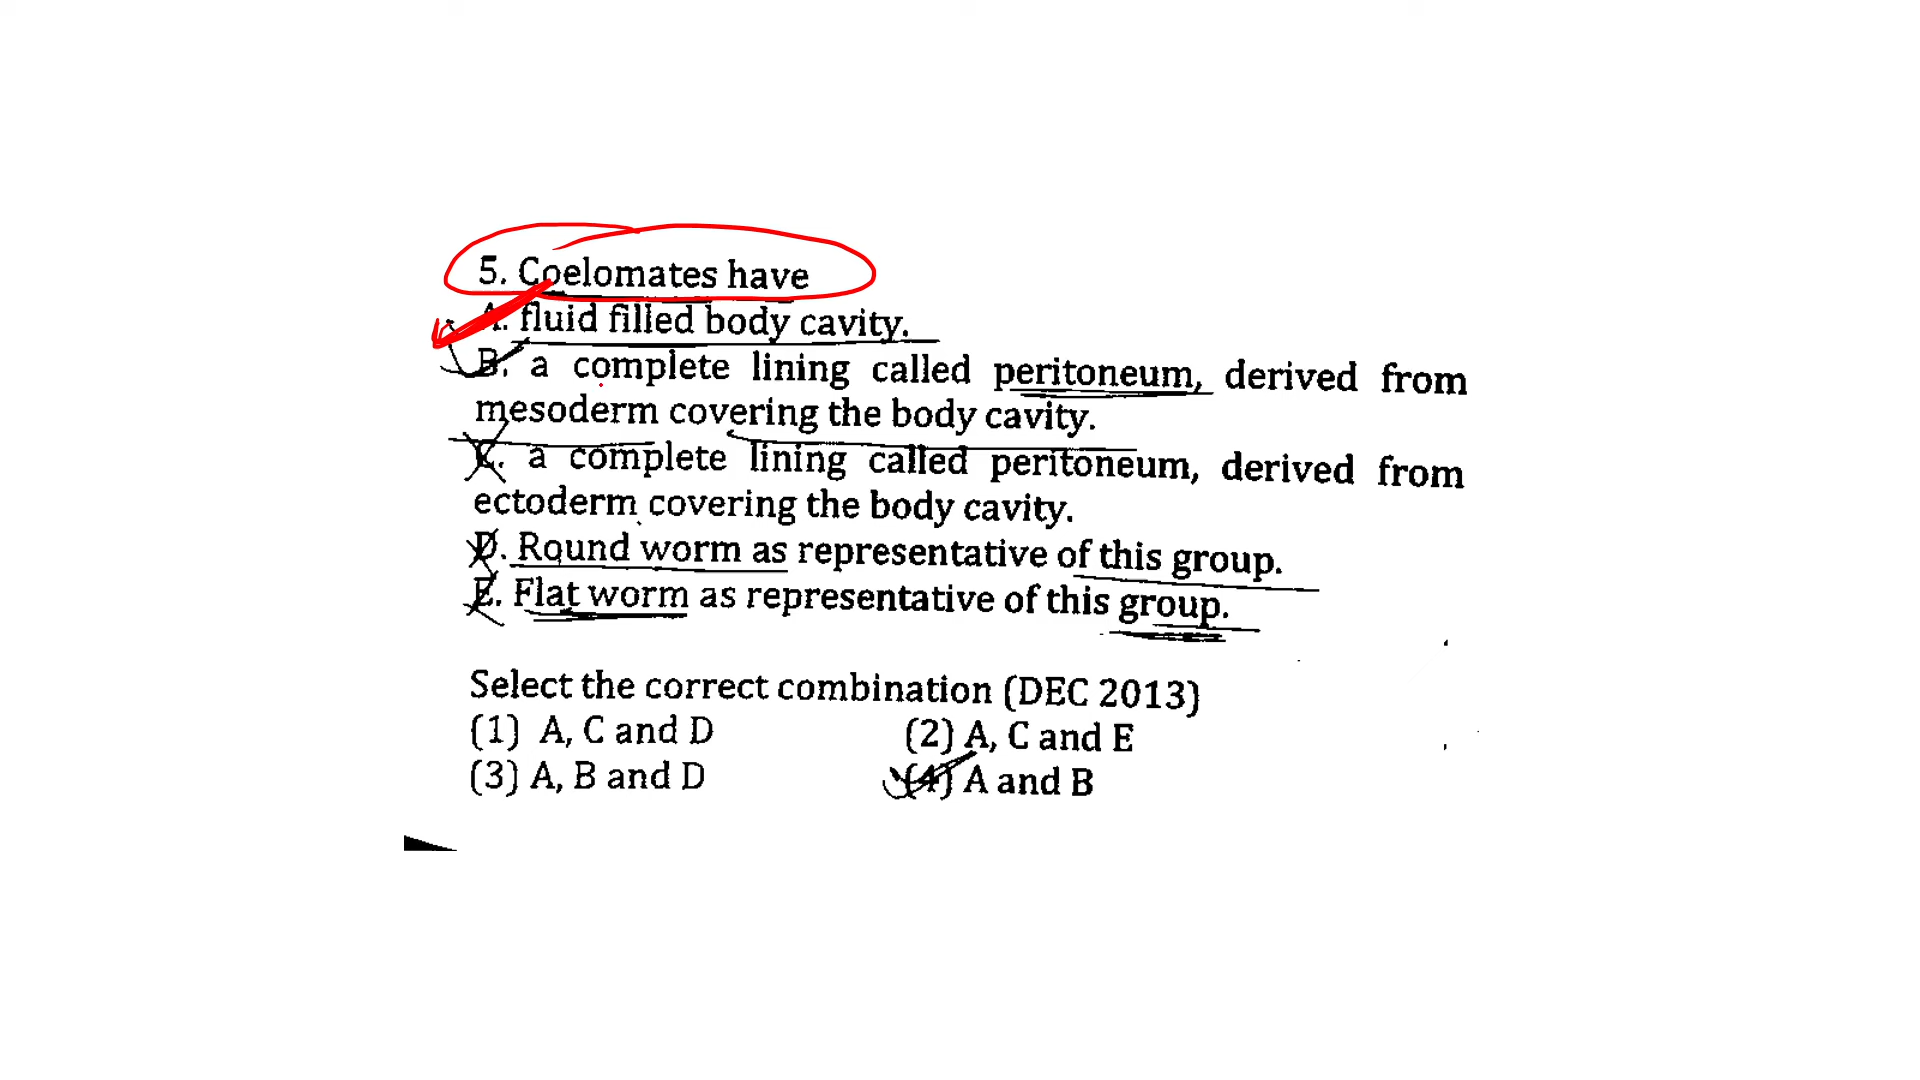 5. Coelomates have
A. fluid filled body cavity.
B. a complete lining called peritoneum, derived from
mesoderm covering the body cavity.
C. a complete lining called peritoneum, derived from
ectoderm covering the body cavity.
D. Round worm as representative of this group.
E. Flat worm as representative of this group.
Select the correct combination (DEC 2013)
(1) A, C and D (2) A, C and E
(3) A, B and D (4) A and B